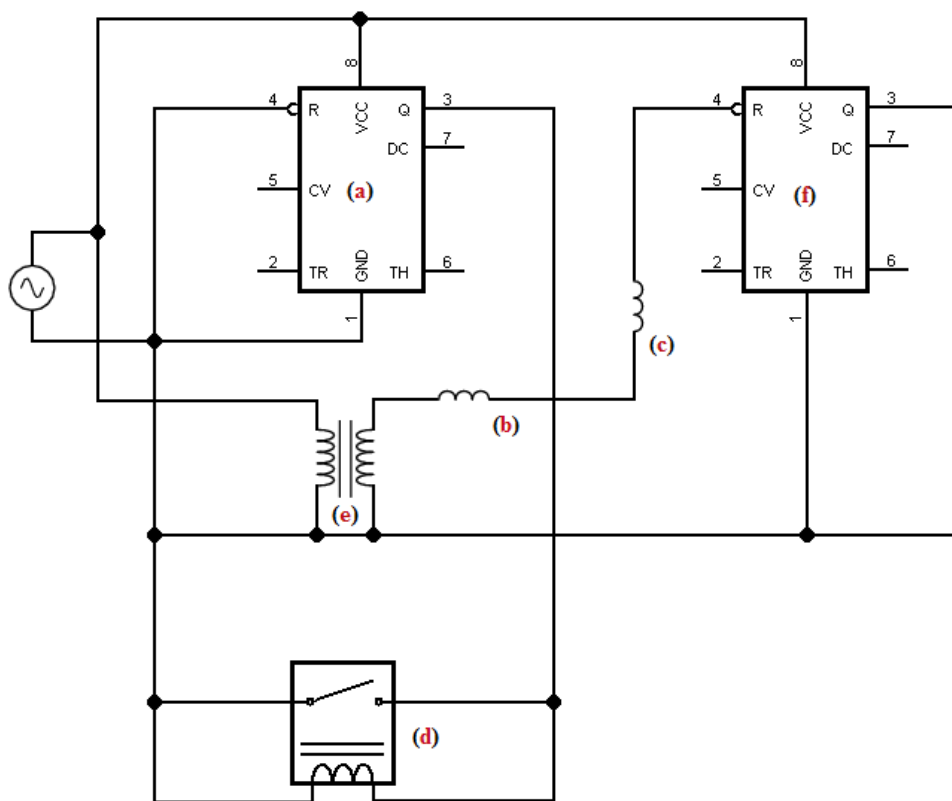 8 8
4 R VCC Q 3 4 R VCC Q 3
DC 7 DC 7
5 CV (a) 5 CV (f)
2 TR GND TH 6 2 TR GND TH 6
1 1
(c)
(b)
(e)
(d)